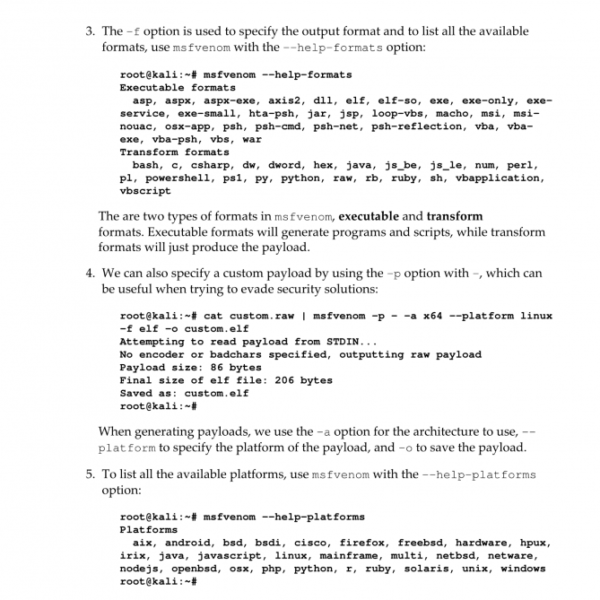 3. The -f option is used to specify the output format and to list all the available
formats, use msfvenom with the --help-formats option:
root@kali:~# msfvenom --help-formats
Executable formats
asp, aspx, aspx-exe, axis2, dll, elf, elf-so, exe, exe-only, exe-
service, exe-small, hta-psh, jar, jsp, loop-vbs, macho, msi, msi-
nouac, osx-app, psh, psh-cmd, psh-net, psh-reflection, vba, vba-
exe, vba-psh, vbs, war
Transform formats
bash, c, csharp, dw, dword, hex, java, js_be, js_le, num, perl,
pl, powershell, ps1, py, python, raw, rb, ruby, sh, vbapplication,
vbscript
The are two types of formats in msfvenom, executable and transform
formats. Executable formats will generate programs and scripts, while transform
formats will just produce the payload.
4. We can also specify a custom payload by using the -p option with -, which can
be useful when trying to evade security solutions:
root@kali:~# cat custom.raw | msfvenom -p - -a x64 --platform linux
-f elf -o custom.elf
Attempting to read payload from STDIN...
No encoder or badchars specified, outputting raw payload
Payload size: 86 bytes
Final size of elf file: 206 bytes
Saved as: custom.elf
root@kali:~#
When generating payloads, we use the -a option for the architecture to use, --
platform to specify the platform of the payload, and -o to save the payload.
5. To list all the available platforms, use msfvenom with the --help-platforms
option:
root@kali:~# msfvenom --help-platforms
Platforms
aix, android, bsd, bsdi, cisco, firefox, freebsd, hardware, hpux,
irix, java, javascript, linux, mainframe, multi, netbsd, netware,
nodejs, openbsd, osx, php, python, r, ruby, solaris, unix, windows
root@kali:~#